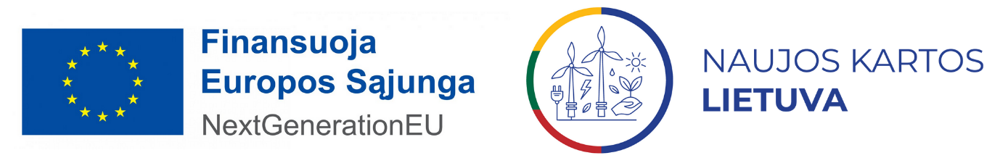 Finansuoja
Europos Sąjunga
NextGenerationEU
NAUJOS KARTOS
LIETUVA